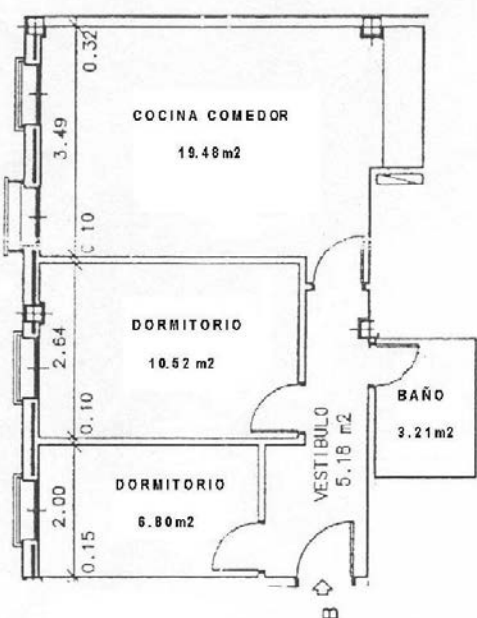 0.32
COCINA COMEDOR
19.48m2
3.49
0.10
DORMITORIO
10.52 m2
2.64
0.10
BAÑO
3.21m2
VESTIBULO
5.18 m2
DORMITORIO
6.80m2
2.00
0.15
B